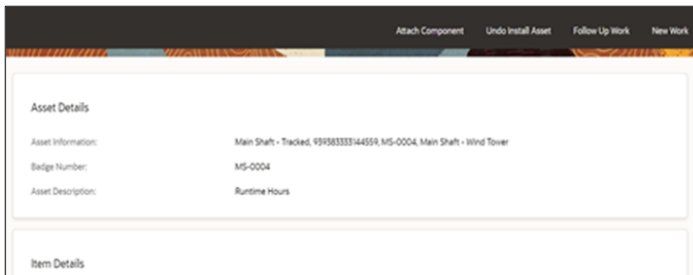 Attach Component Undo Install Asset Follow Up Work New Work
Asset Details
Asset Information: Main Shaft - Tracked, 939383333144559, MS-0004, Main Shaft - Wind Tower
Badge Number: MS-0004
Asset Description: Runtime Hours
Item Details